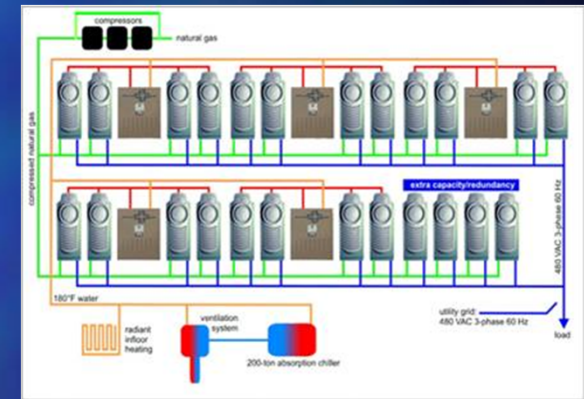 compressors
natural gas
compressed natural gas
extra capacity/redundancy
480 VAC 3-phase 60 Hz
180°F water
radiant
infloor
heating
ventilation
system
200-ton absorption chiller
utility grid:
480 VAC 3-phase 60 Hz
load